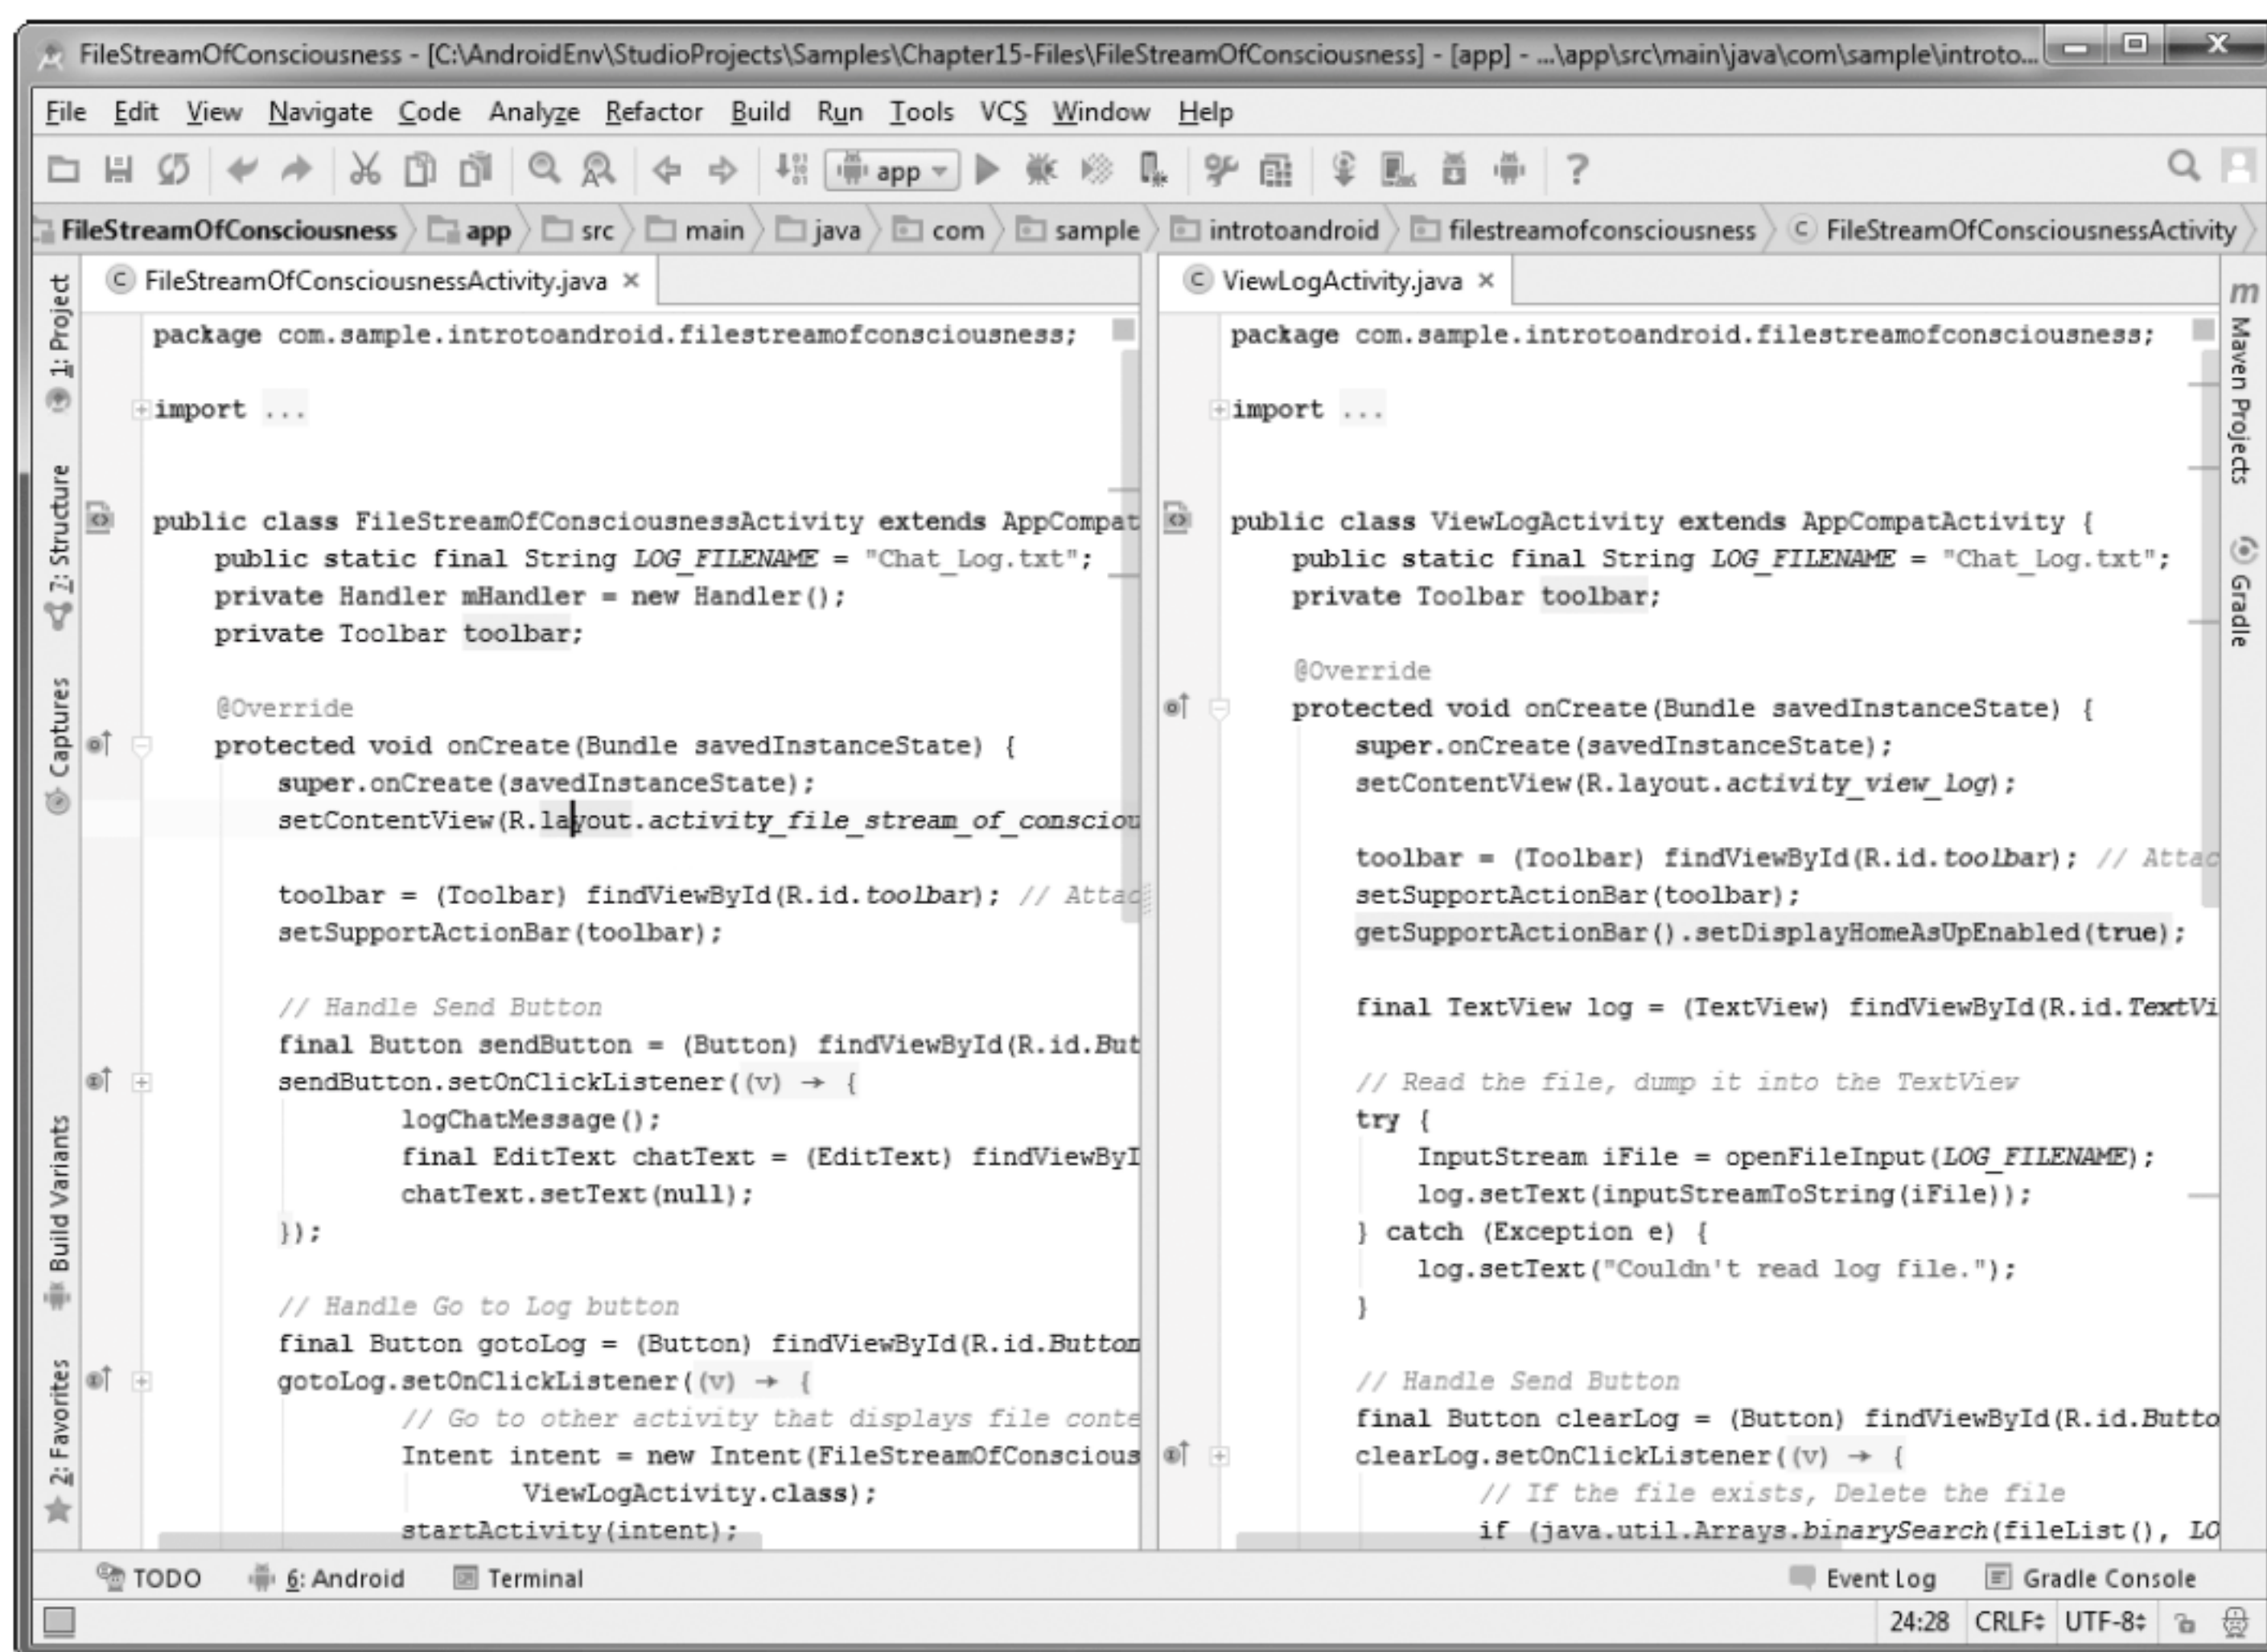 FileStreamOfConsciousness - [C:\AndroidEnv\StudioProjects\Samples\Chapter15-Files\FileStreamOfConsciousness] - [app] - ...\app\src\main\java\com\sample\introto...
File Edit View Navigate Code Analyze Refactor Build Run Tools VCS Window Help
app
FileStreamOfConsciousness app src main java com sample introtoandroid filestreamofconsciousness FileStreamOfConsciousnessActivity
1: Project
7: Structure
Captures
Build Variants
2: Favorites
FileStreamOfConsciousnessActivity.java
package com.sample.introtoandroid.filestreamofconsciousness;
import ...
public class FileStreamOfConsciousnessActivity extends AppCompat
public static final String LOG_FILENAME = "Chat_Log.txt";
private Handler mHandler = new Handler();
private Toolbar toolbar;
@Override
protected void onCreate(Bundle savedInstanceState) {
super.onCreate(savedInstanceState);
setContentView(R.layout.activity_file_stream_of_consciou
toolbar = (Toolbar) findViewById(R.id.toolbar); // Attac
setSupportActionBar(toolbar);
// Handle Send Button
final Button sendButton = (Button) findViewById(R.id.But
sendButton.setOnClickListener((v) → {
logChatMessage();
final EditText chatText = (EditText) findViewByI
chatText.setText(null);
});
// Handle Go to Log button
final Button gotoLog = (Button) findViewById(R.id.Button
gotoLog.setOnClickListener((v) → {
// Go to other activity that displays file conte
Intent intent = new Intent(FileStreamOfConscious
ViewLogActivity.class);
startActivity(intent);
ViewLogActivity.java
package com.sample.introtoandroid.filestreamofconsciousness;
import ...
public class ViewLogActivity extends AppCompatActivity {
public static final String LOG_FILENAME = "Chat_Log.txt";
private Toolbar toolbar;
@Override
protected void onCreate(Bundle savedInstanceState) {
super.onCreate(savedInstanceState);
setContentView(R.layout.activity_view_log);
toolbar = (Toolbar) findViewById(R.id.toolbar); // Attac
setSupportActionBar(toolbar);
getSupportActionBar().setDisplayHomeAsUpEnabled(true);
final TextView log = (TextView) findViewById(R.id.TextVi
// Read the file, dump it into the TextView
try {
InputStream iFile = openFileInput(LOG_FILENAME);
log.setText(inputStreamToString(iFile));
} catch (Exception e) {
log.setText("Couldn't read log file.");
}
// Handle Send Button
final Button clearLog = (Button) findViewById(R.id.Butto
clearLog.setOnClickListener((v) → {
// If the file exists, Delete the file
if (java.util.Arrays.binarySearch(fileList(), LO
Maven Projects
Gradle
TODO 6: Android Terminal Event Log Gradle Console
24:28 CRLF UTF-8